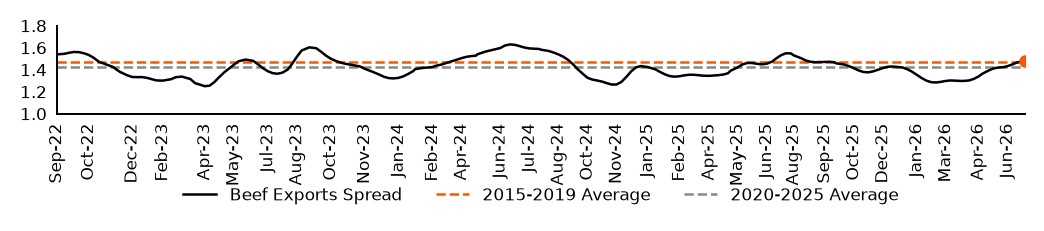 1.8
1.6
1.4
1.2
1.0
Sep-22 Oct-22 Dec-22 Feb-23 Apr-23 May-23 Jul-23 Aug-23 Oct-23 Nov-23 Jan-24 Feb-24 Apr-24 Jun-24 Jul-24 Aug-24 Oct-24 Nov-24 Jan-25 Feb-25 Apr-25 May-25 Jun-25 Aug-25 Sep-25 Oct-25 Dec-25 Jan-26 Mar-26 Apr-26 Jun-26
Beef Exports Spread 2015-2019 Average 2020-2025 Average